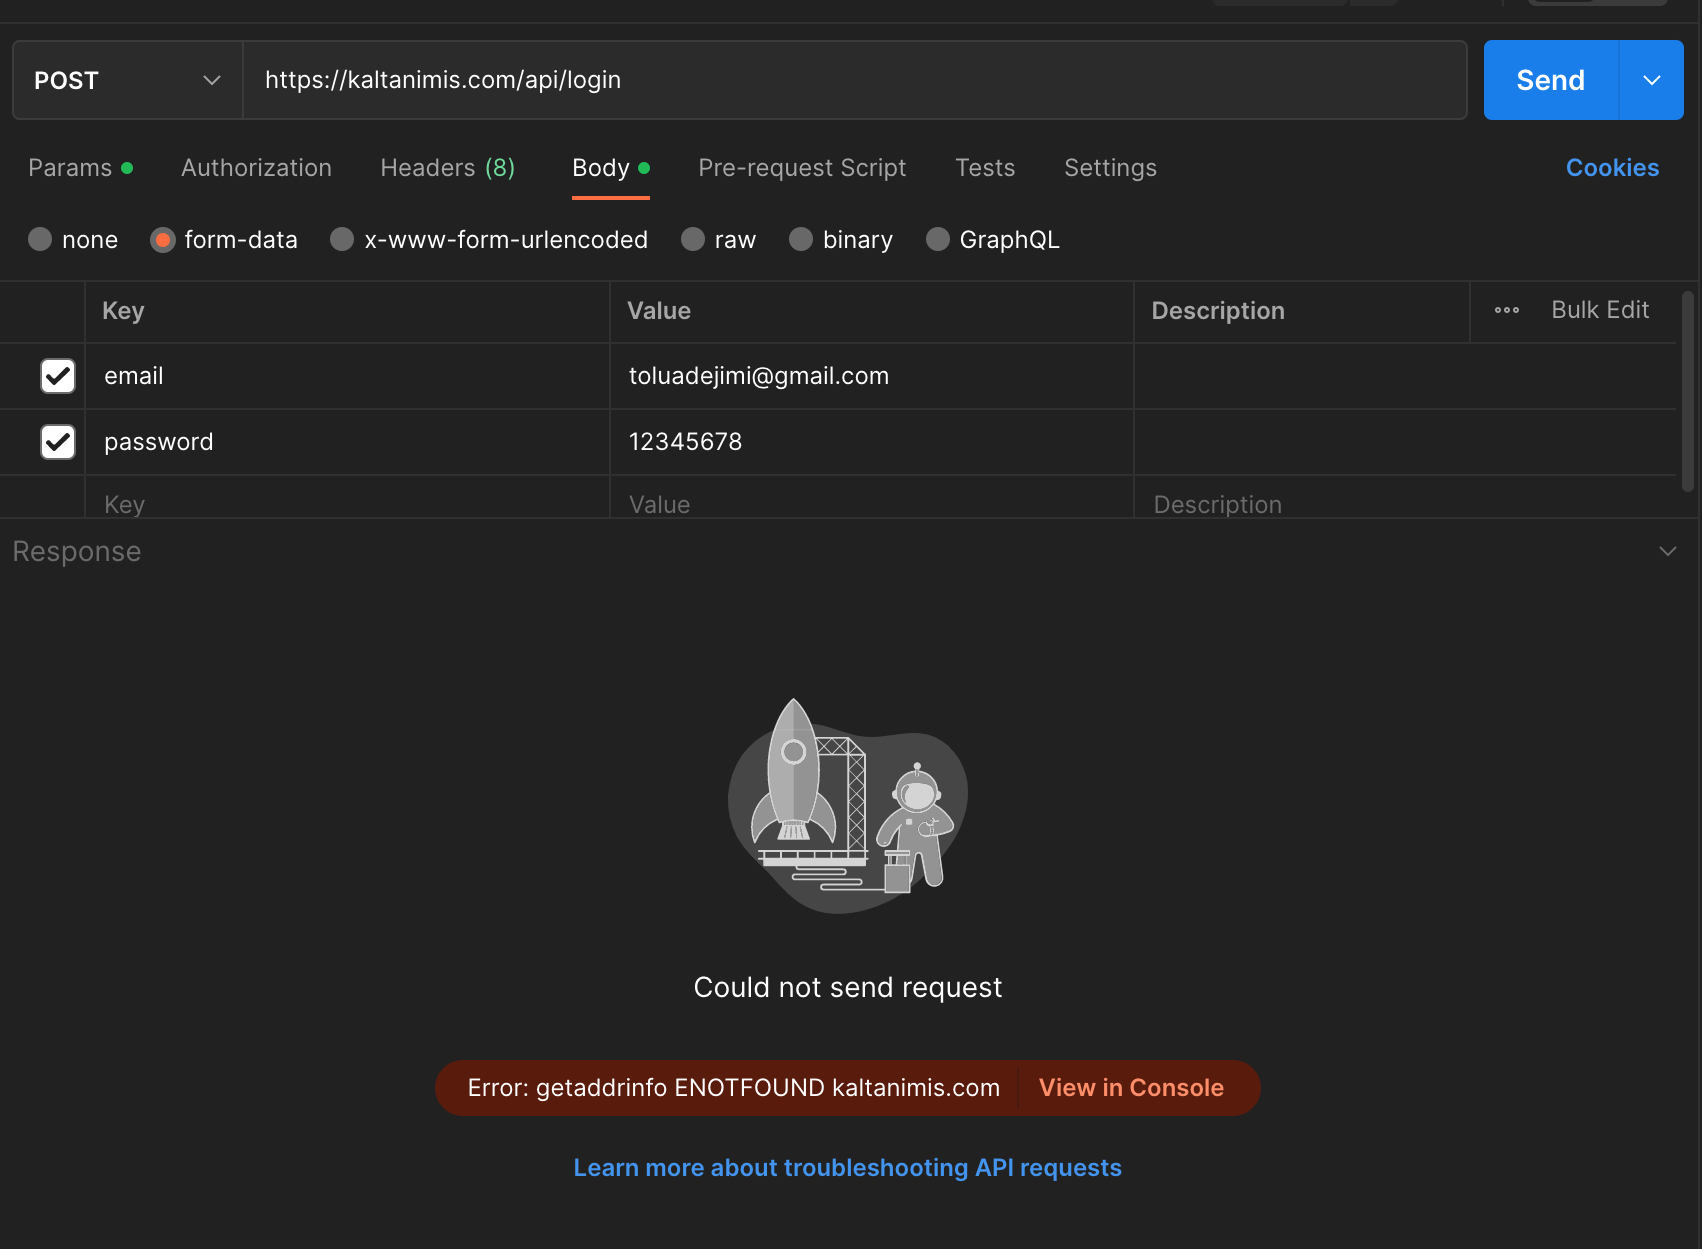 POST https://kaltanimis.com/api/login Send
Params Authorization Headers (8) Body Pre-request Script Tests Settings Cookies
none form-data x-www-form-urlencoded raw binary GraphQL
Key Value Description Bulk Edit
email toluadejimi@gmail.com
password 12345678
Key Value Description
Response
Could not send request
Error: getaddrinfo ENOTFOUND kaltanimis.com View in Console
Learn more about troubleshooting API requests